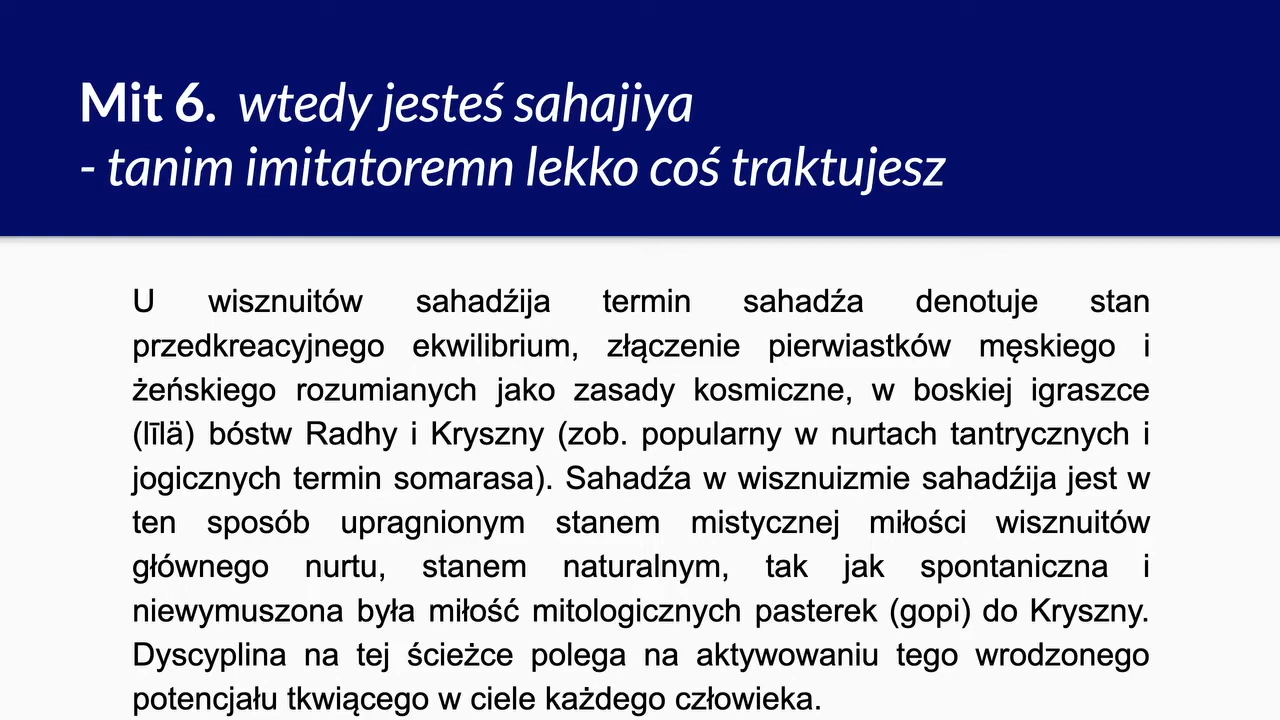 Mit 6. wtedy jesteś sahajiya
- tanim imitatoremn lekko coś traktujesz
U wisznuitów sahadźija termin sahadźa denotuje stan
przedkreacyjnego ekwilibrium, złączenie pierwiastków męskiego i
żeńskiego rozumianych jako zasady kosmiczne, w boskiej igraszce
(līlä) bóstw Radhy i Kryszny (zob. popularny w nurtach tantrycznych i
jogicznych termin somarasa). Sahadźa w wisznuizmie sahadźija jest w
ten sposób upragnionym stanem mistycznej miłości wisznuitów
głównego nurtu, stanem naturalnym, tak jak spontaniczna i
niewymuszona była miłość mitologicznych pasterek (gopi) do Kryszny.
Dyscyplina na tej ścieżce polega na aktywowaniu tego wrodzonego
potencjału tkwiącego w ciele każdego człowieka.